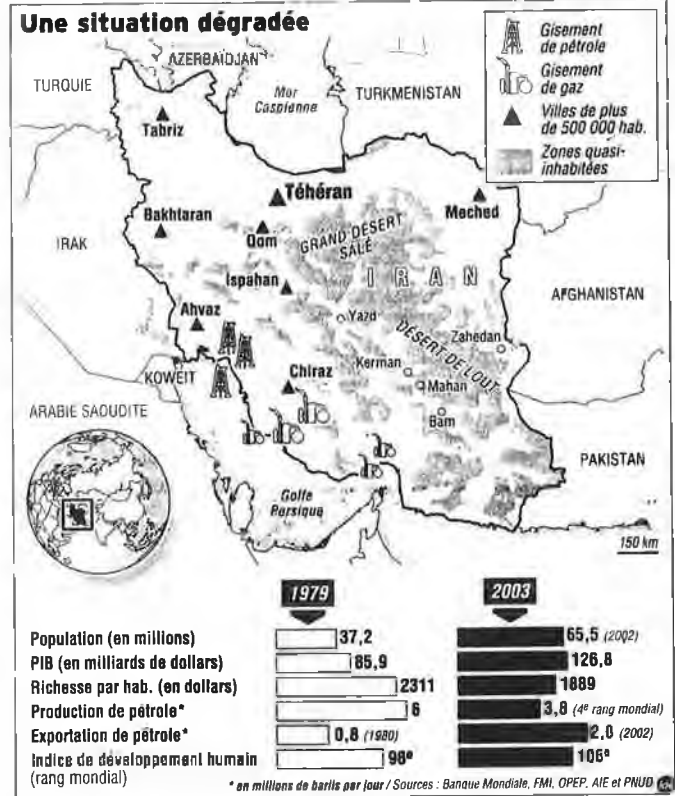 Une situation dégradée
Gisement
de pétrole
Gisement
de gaz
Villes de plus
de 500 000 hab.
Zones quasi-
inhabitées
AZERBAÏDJAN
TURQUIE
Mer
Caspienne
TURKMENISTAN
Tabriz
Téhéran
Meched
Bakhtaran
Qom
GRAND DÉSERT
SALÉ
IRAK
IRAN
Ispahan
AFGHANISTAN
Ahvaz
Yazd
DÉSERT DE LOUT
Zahedan
KOWEIT
Chiraz
Kerman
Mahan
ARABIE SAOUDITE
Bam
PAKISTAN
Golfe
Persique
150 km
1979 2003
Population (en millions) 37,2 65,5 (2002)
PIB (en milliards de dollars) 85,9 126,8
Richesse par hab. (en dollars) 2311 1889
Production de pétrole* 6 3,8 (4e rang mondial)
Exportation de pétrole* 0,8 (1980) 2,0 (2002)
Indice de développement humain 98e 106e
(rang mondial)
* en millions de barils par jour / Sources : Banque Mondiale, FMI, OPEP, AIE et PNUD